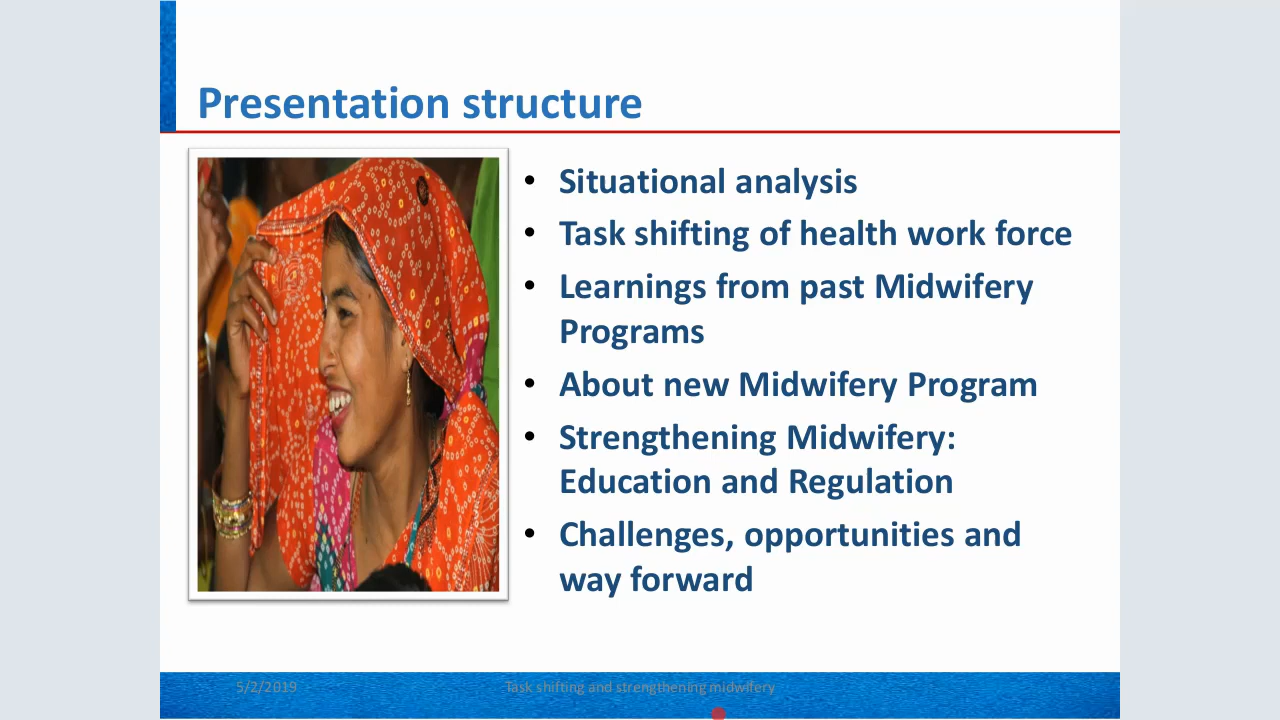 Presentation structure
• Situational analysis
• Task shifting of health work force
• Learnings from past Midwifery
Programs
• About new Midwifery Program
• Strengthening Midwifery:
Education and Regulation
• Challenges, opportunities and
way forward
5/2/2019
Task shifting and strengthening midwifery